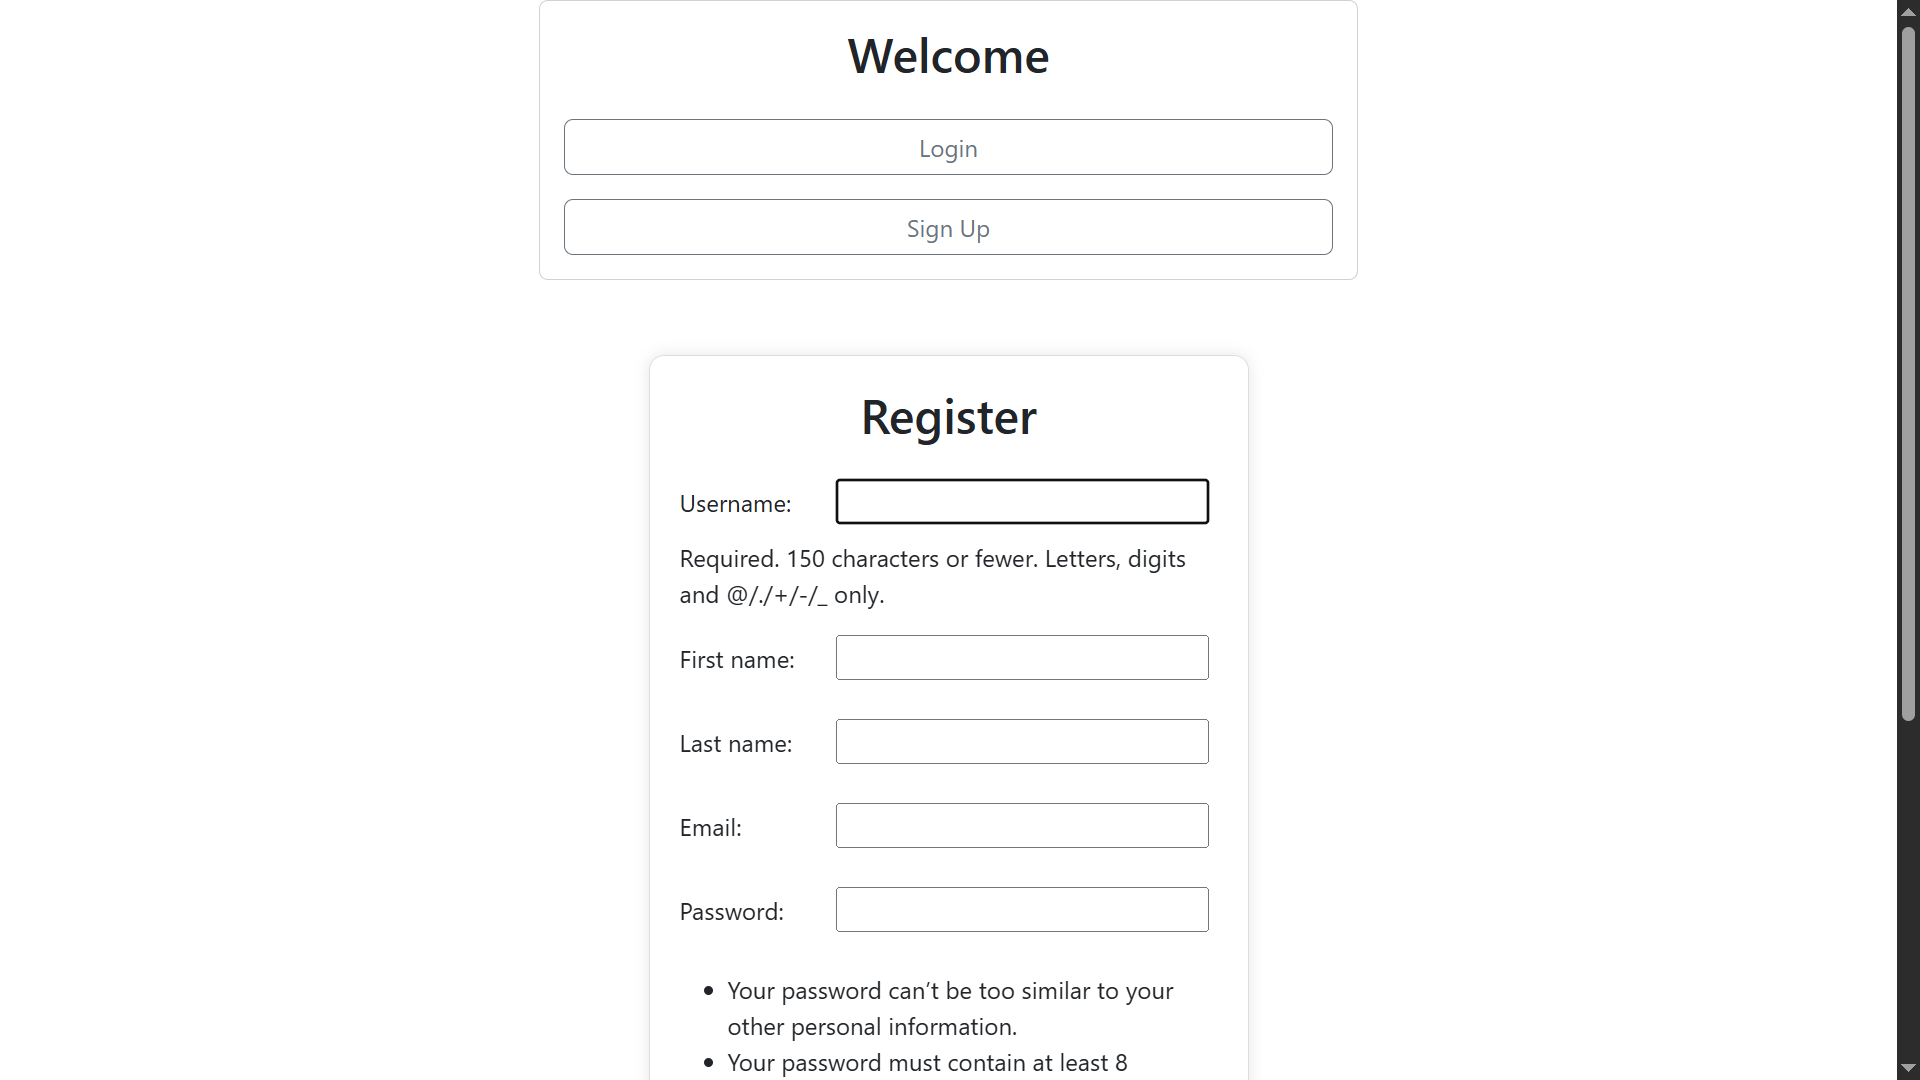 Welcome
Login
Sign Up
Register
Username:
Required. 150 characters or fewer. Letters, digits
and @/./+/-/_ only.
First name:
Last name:
Email:
Password:
• Your password can’t be too similar to your
other personal information.
• Your password must contain at least 8